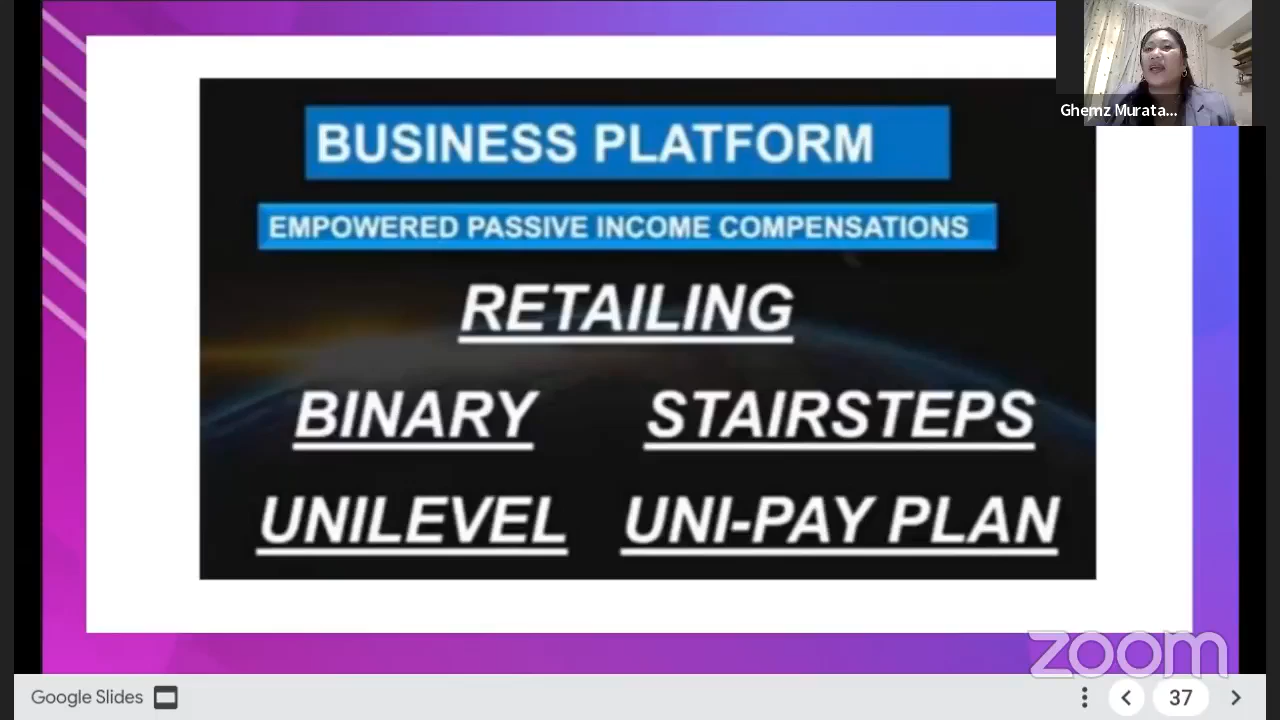 Ghemz Murata...
BUSINESS PLATFORM
EMPOWERED PASSIVE INCOME COMPENSATIONS
RETAILING
BINARY STAIRSTEPS
UNILEVEL UNI-PAY PLAN
zoom
Google Slides 37